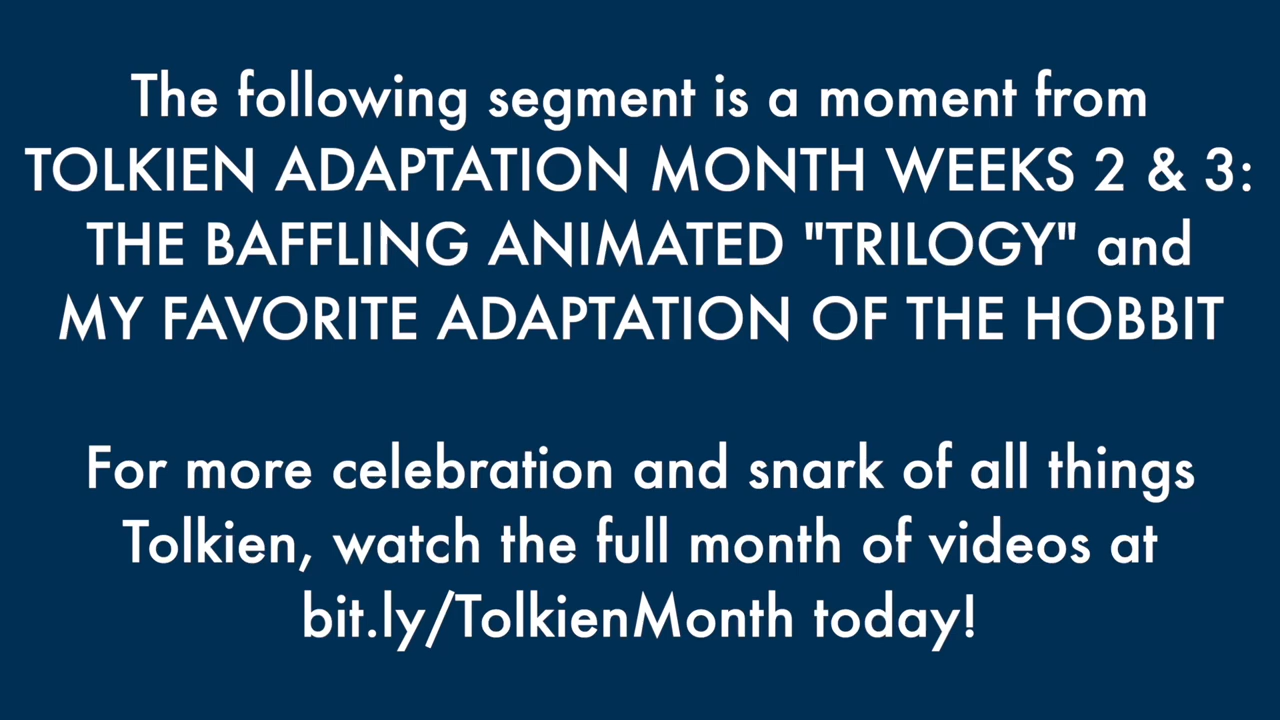 The following segment is a moment from
TOLKIEN ADAPTATION MONTH WEEKS 2 & 3:
THE BAFFLING ANIMATED "TRILOGY" and
MY FAVORITE ADAPTATION OF THE HOBBIT
For more celebration and snark of all things
Tolkien, watch the full month of videos at
bit.ly/TolkienMonth today!